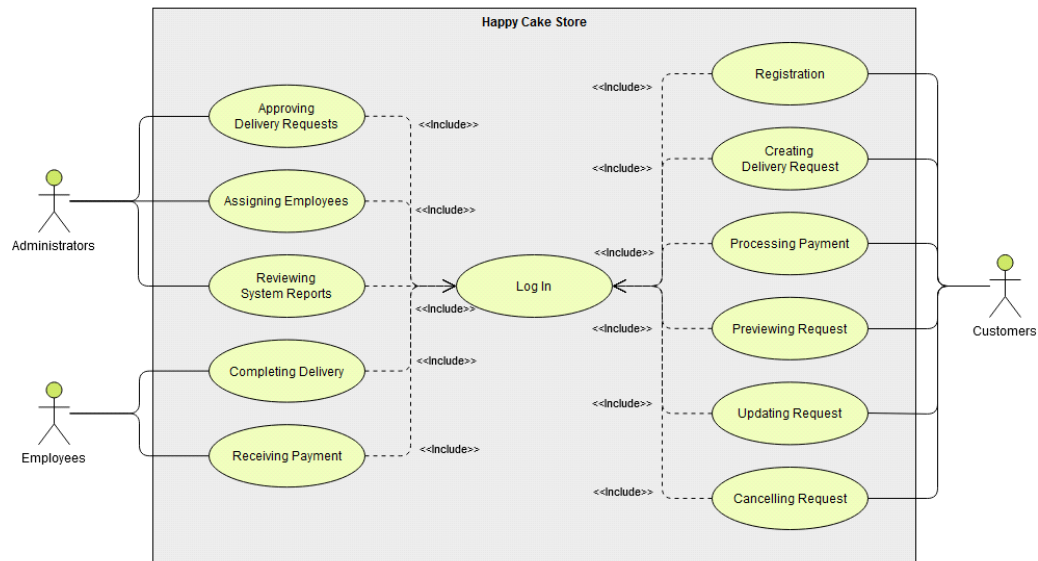 Happy Cake Store
Approving
Delivery Requests
<<Include>>
Assigning Employees
<<Include>>
Administrators
Reviewing
System Reports
<<Include>>
Completing Delivery
<<Include>>
Employees
Receiving Payment
<<Include>>
Log In
Registration
<<Include>>
Creating
Delivery Request
<<Include>>
Processing Payment
<<Include>>
Previewing Request
<<Include>>
Customers
Updating Request
<<Include>>
Cancelling Request
<<Include>>